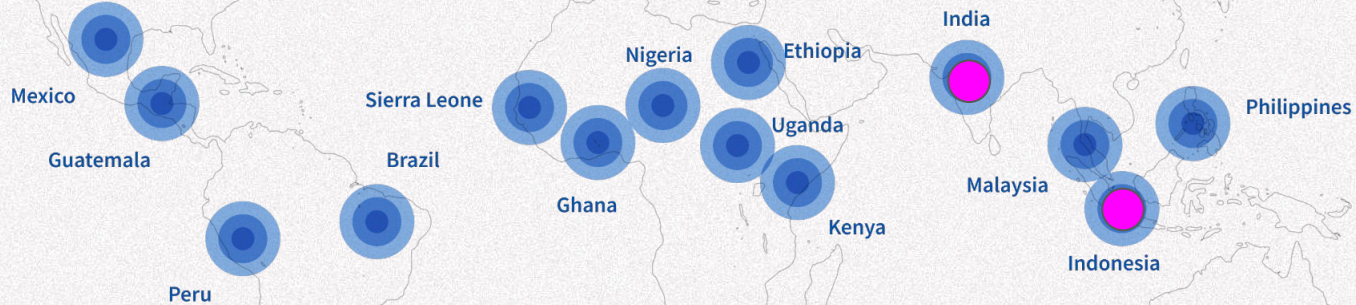 India
Nigeria
Ethiopia
Mexico
Sierra Leone
Philippines
Uganda
Guatemala
Brazil
Malaysia
Ghana
Kenya
Indonesia
Peru